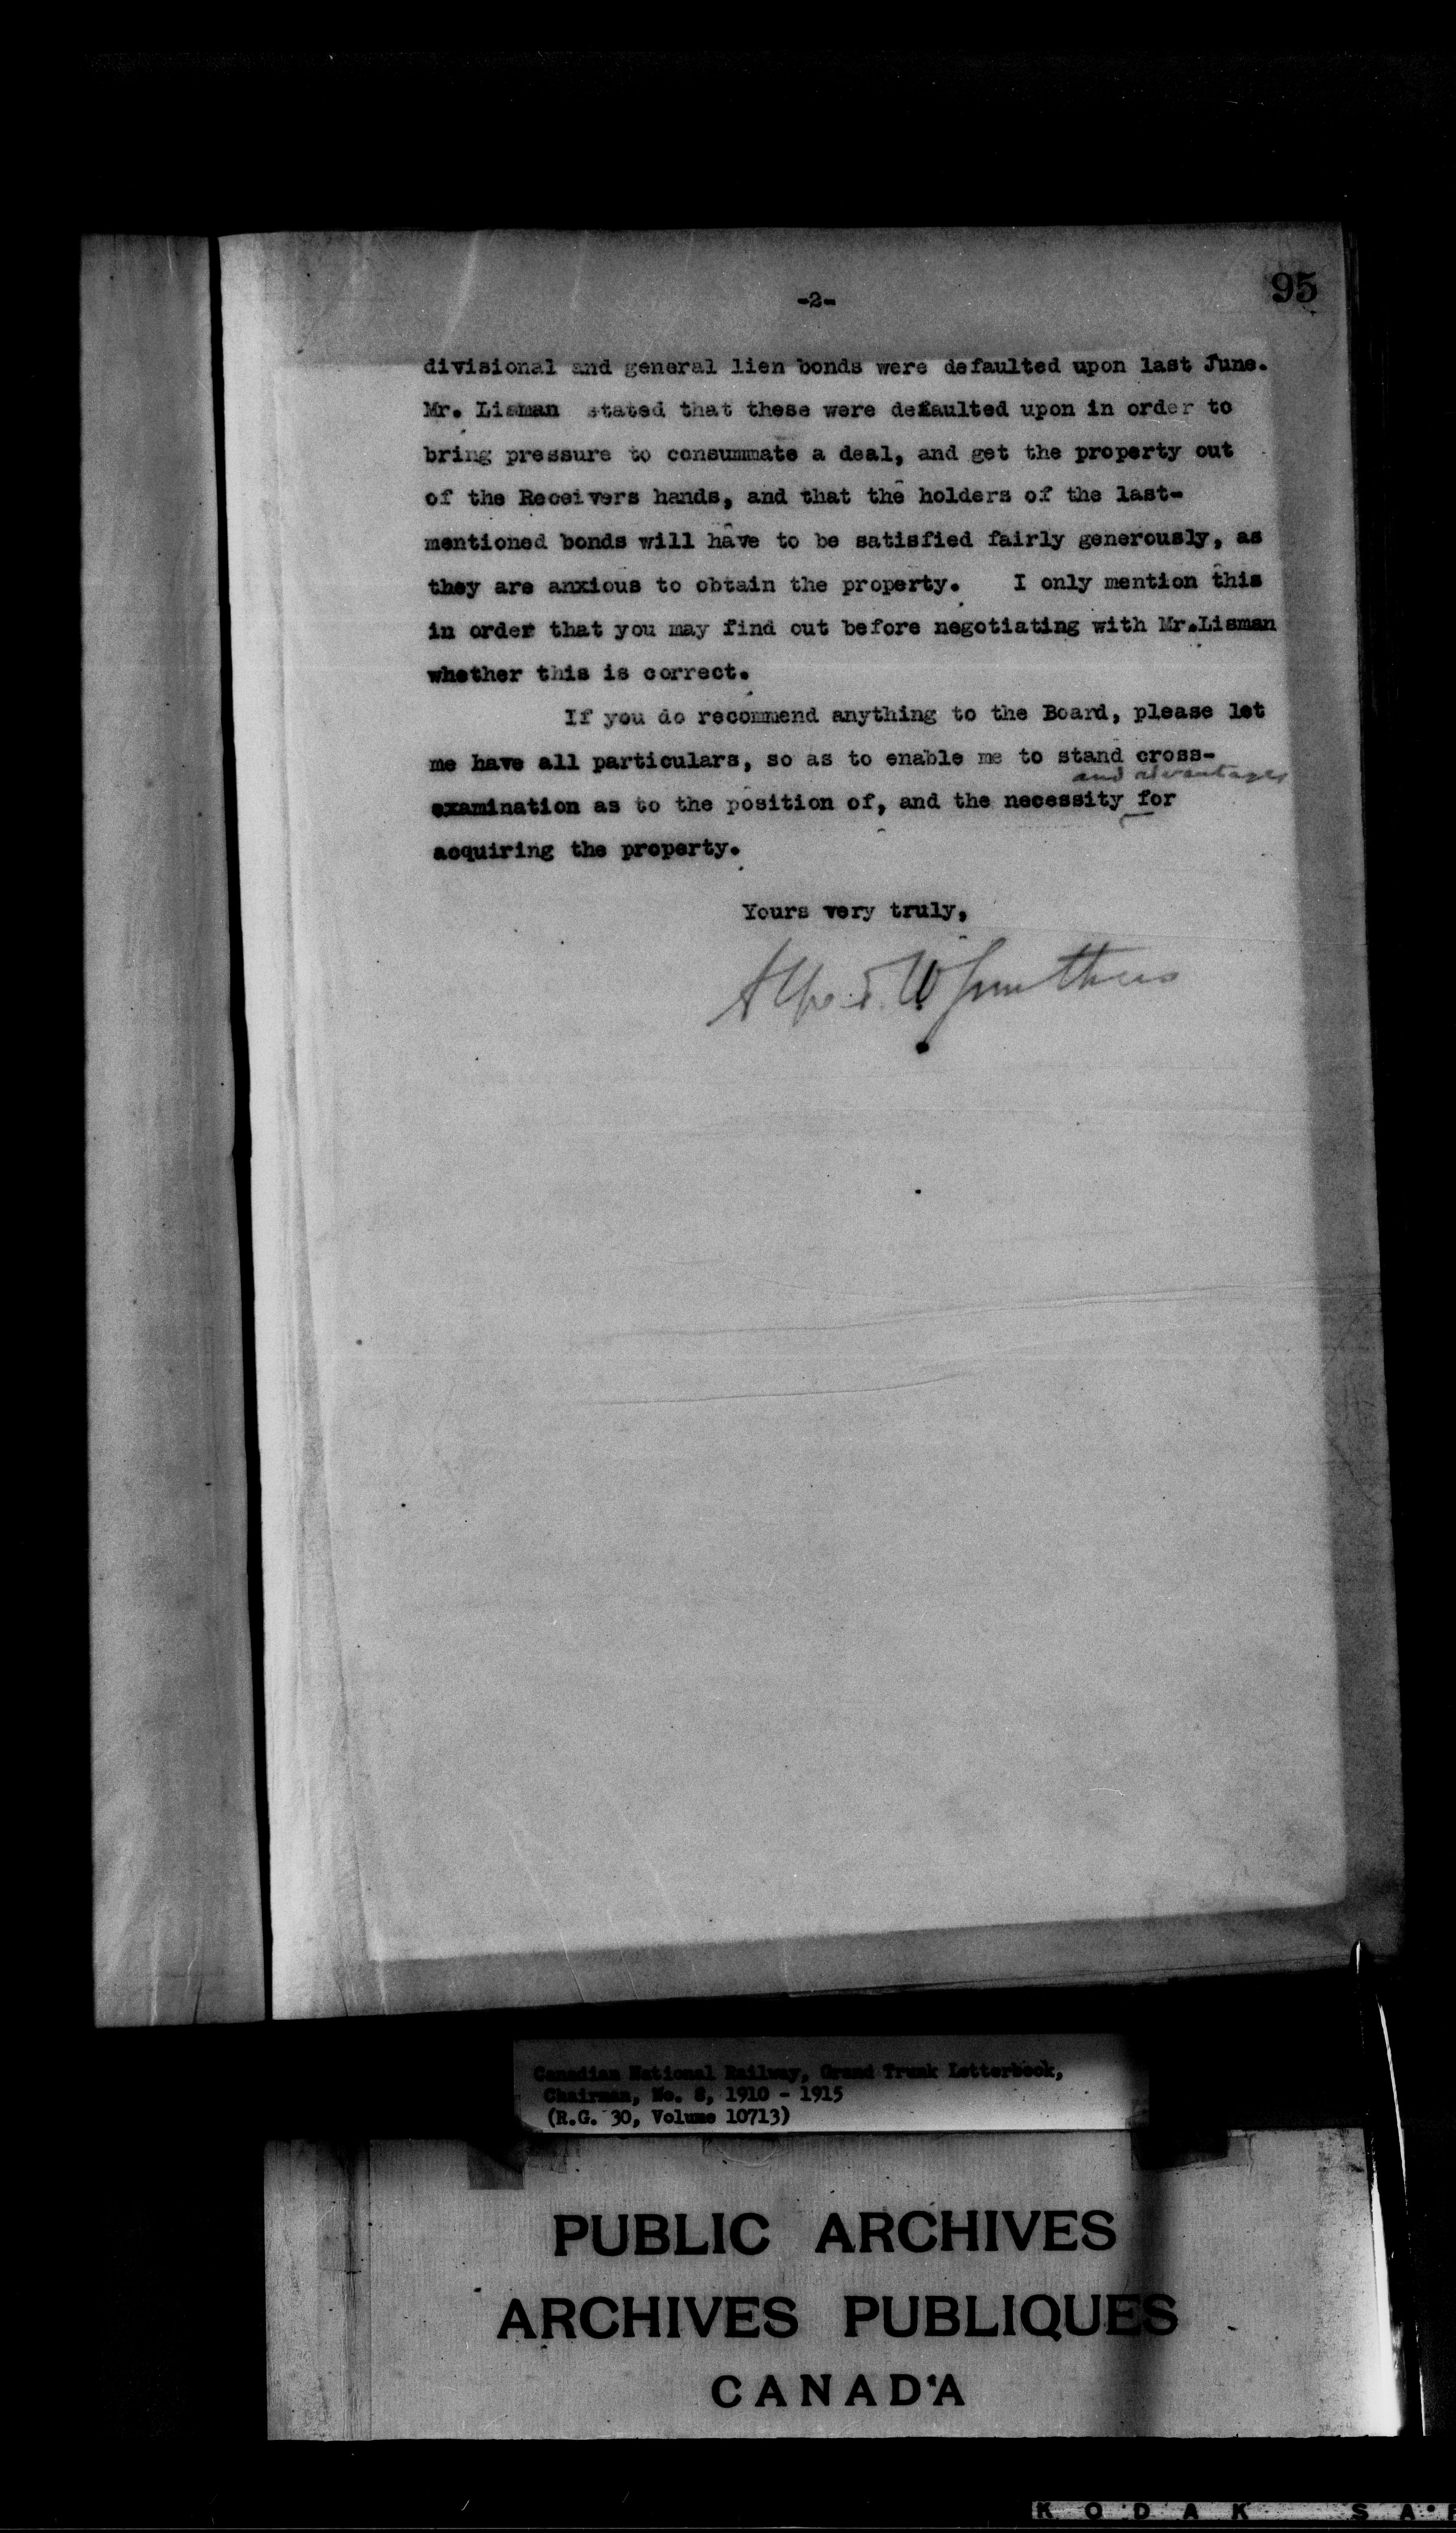 95
-2-
divisional and general lien bonds were defaulted upon last June.
Mr. Lisman stated that these were defaulted upon in order to
bring pressure to consummate a deal, and get the property out
of the Receivers hands, and that the holders of the last-
mentioned bonds will have to be satisfied fairly generously, as
they are anxious to obtain the property. I only mention this
in order that you may find out before negotiating with Mr.Lisman
whether this is correct.
If you do recommend anything to the Board, please let
me have all particulars, so as to enable me to stand cross-
and advantages
examination as to the position of, and the necessity for
acquiring the property.
Yours very truly,
Alfred W Smithers
Canadian National Railway, Grand Trunk Letterbook,
Chairman, No. 8, 1910 - 1915
(R.G. 30, Volume 10713)
PUBLIC ARCHIVES
ARCHIVES PUBLIQUES
CANADA
KODAK